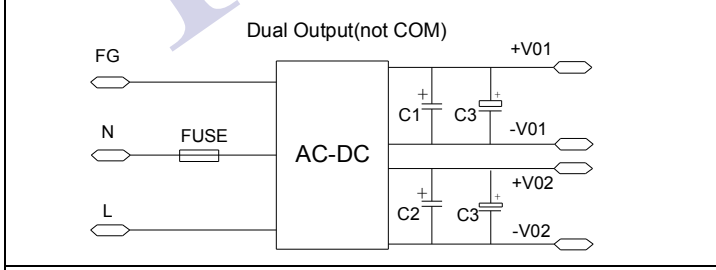 Dual Output(not COM)
FG
+V01
C1
+
C3
+
-V01
N
FUSE
AC-DC
+V02
L
C2
+
C3
+
-V02